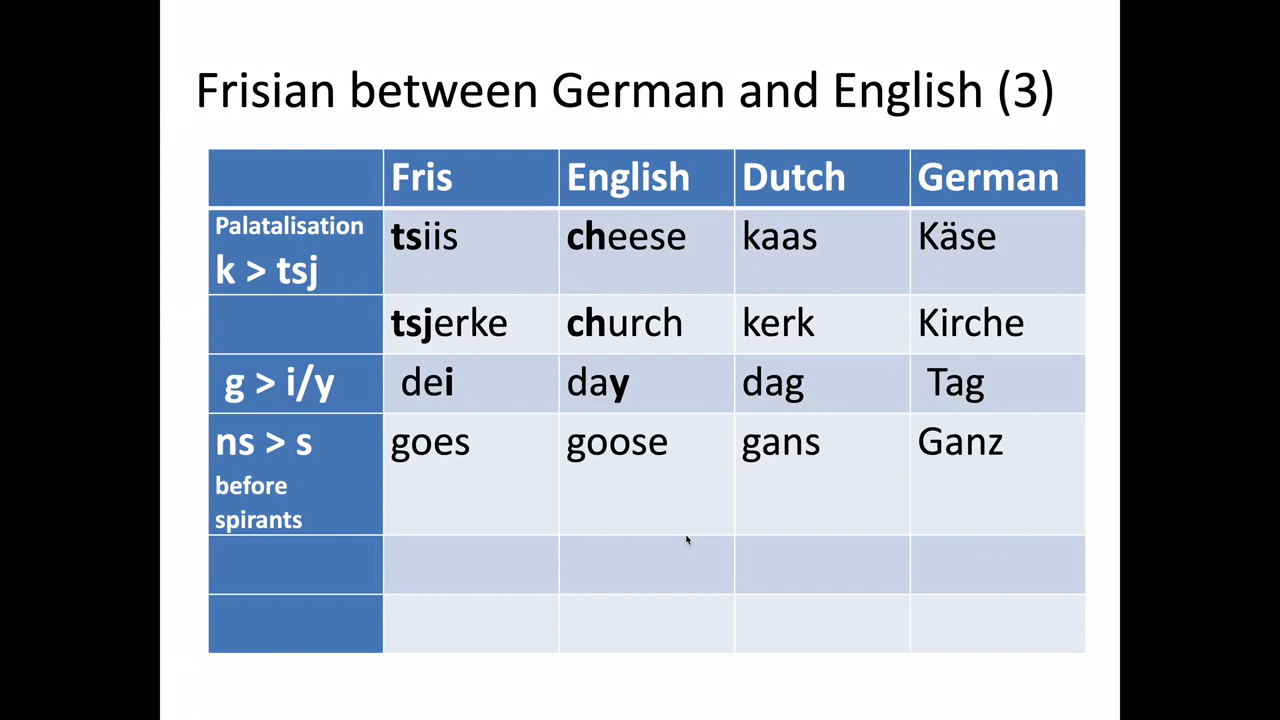 Frisian between German and English (3)
Fris English Dutch German
Palatalisation
k > tsj
tsiis cheese kaas Käse
tsjerke church kerk Kirche
g > i/y dei day dag Tag
ns > s goes goose gans Ganz
before
spirants